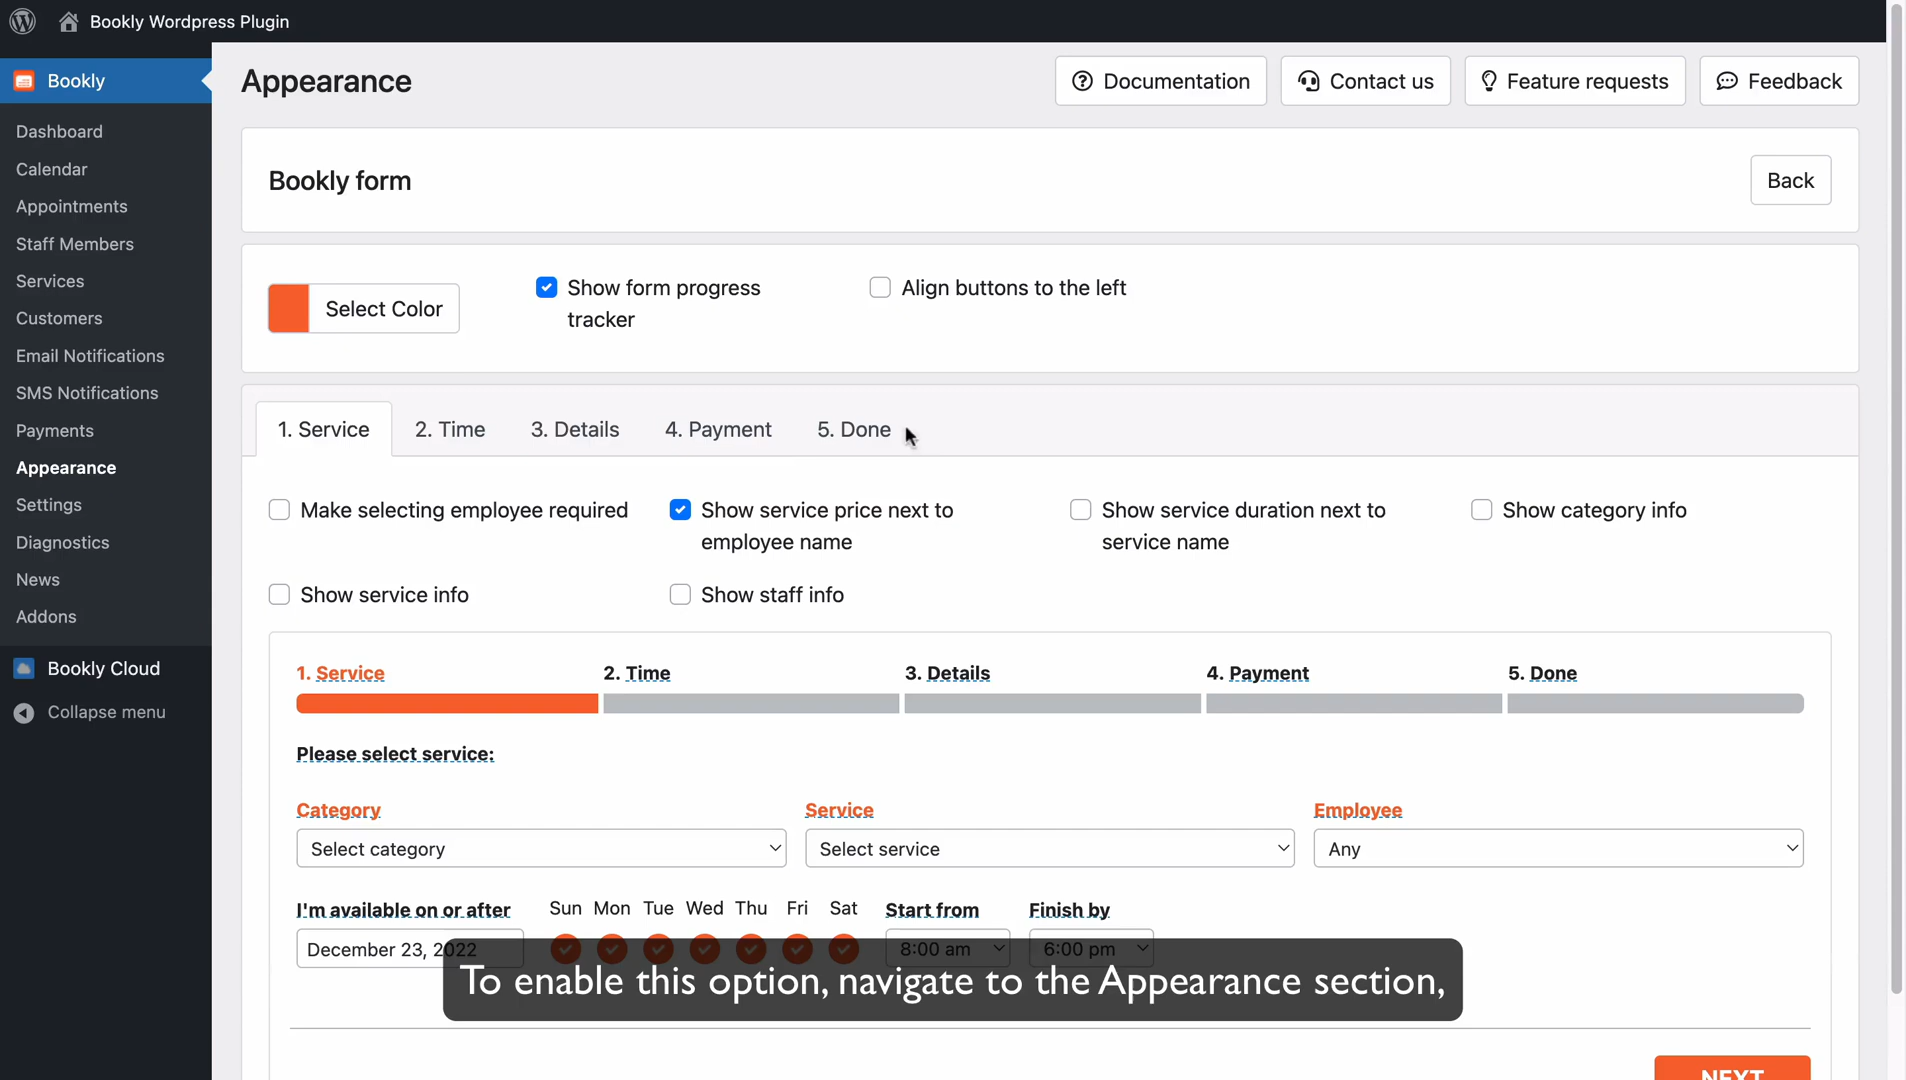 Bookly Wordpress Plugin
Bookly
Dashboard
Calendar
Appointments
Staff Members
Services
Customers
Email Notifications
SMS Notifications
Payments
Appearance
Settings
Diagnostics
News
Addons
Bookly Cloud
Collapse menu
Appearance
Documentation
Contact us
Feature requests
Feedback
Bookly form
Back
Select Color
Show form progress
tracker
Align buttons to the left
1. Service
2. Time
3. Details
4. Payment
5. Done
Make selecting employee required
Show service price next to
employee name
Show service duration next to
service name
Show category info
Show service info
Show staff info
1. Service
2. Time
3. Details
4. Payment
5. Done
Please select service:
Category
Service
Employee
Select category
Select service
Any
I'm available on or after
Sun Mon Tue Wed Thu Fri Sat
Start from
Finish by
December 23, 2022
8:00 am
6:00 pm
To enable this option, navigate to the Appearance section,
NEXT